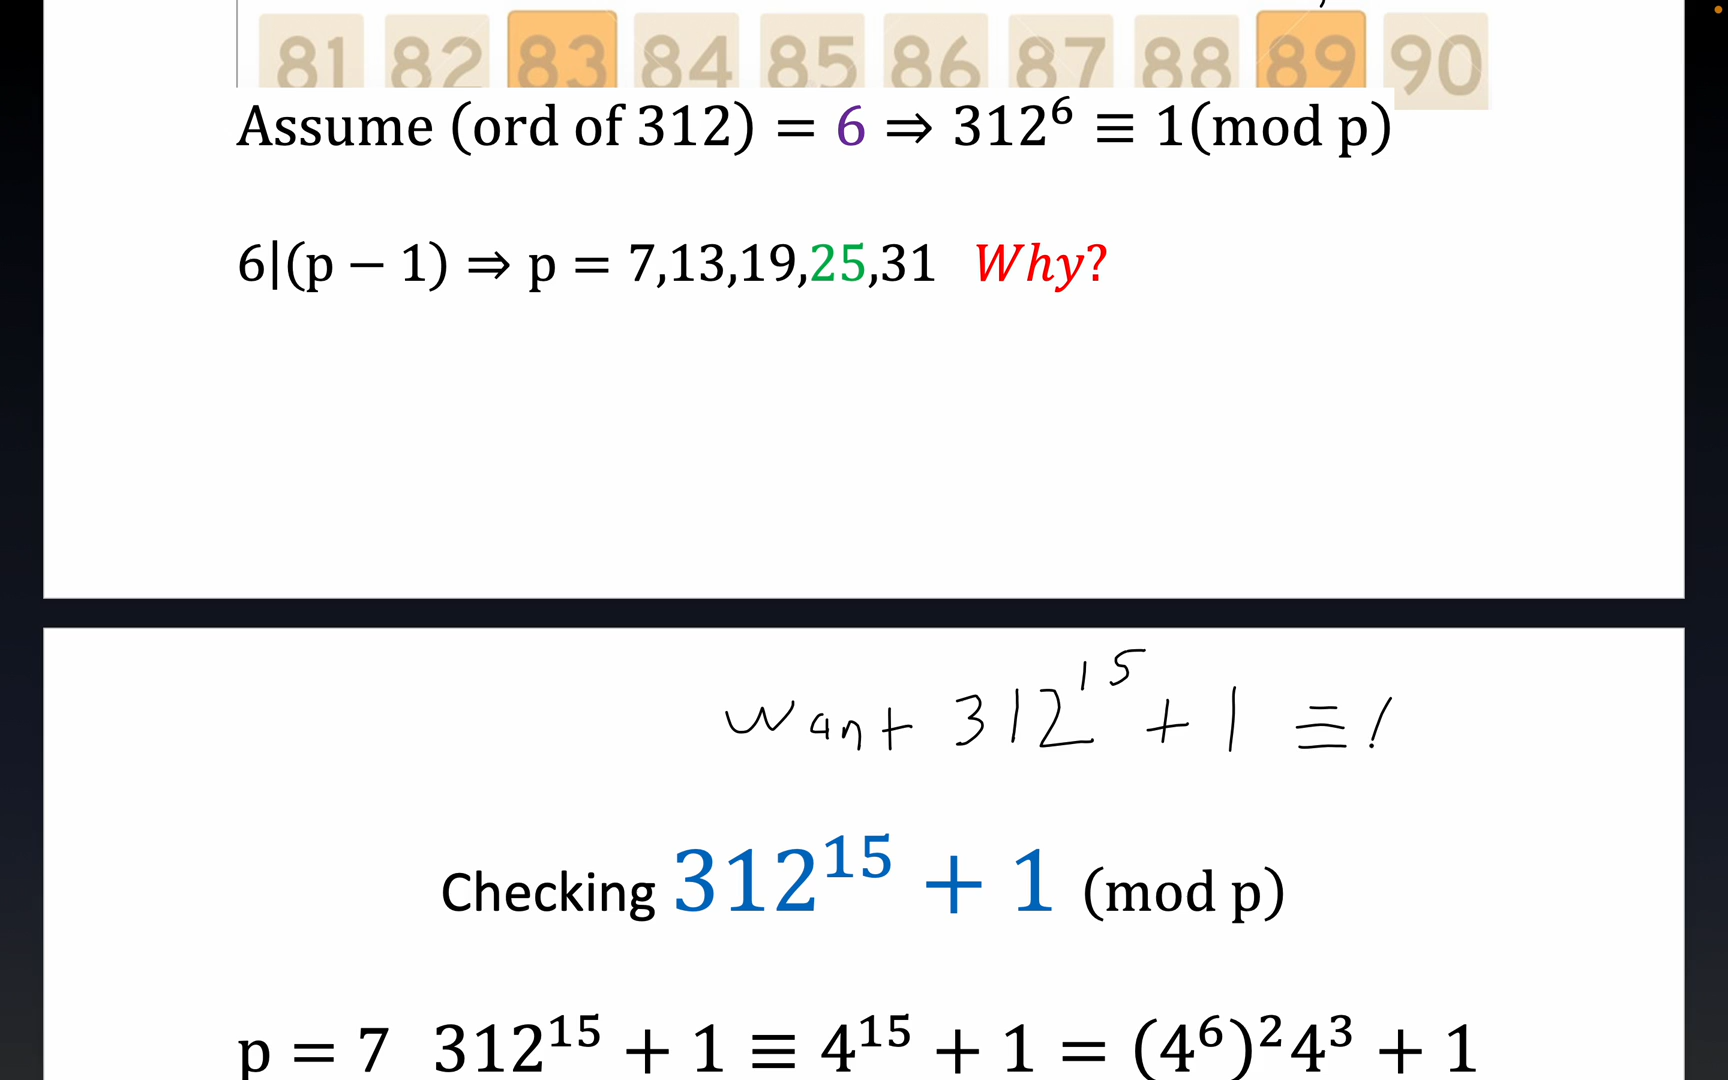 81 82 83 84 85 86 87 88 89 90
Assume (ord of 312) = 6 ⇒ 312⁶ ≡ 1(mod p)
6|(p − 1) ⇒ p = 7,13,19,25,31 Why?
Want 312¹⁵ + 1 ≡
Checking 312¹⁵ + 1 (mod p)
p = 7 312¹⁵ + 1 ≡ 4¹⁵ + 1 = (4⁶)²4³ + 1